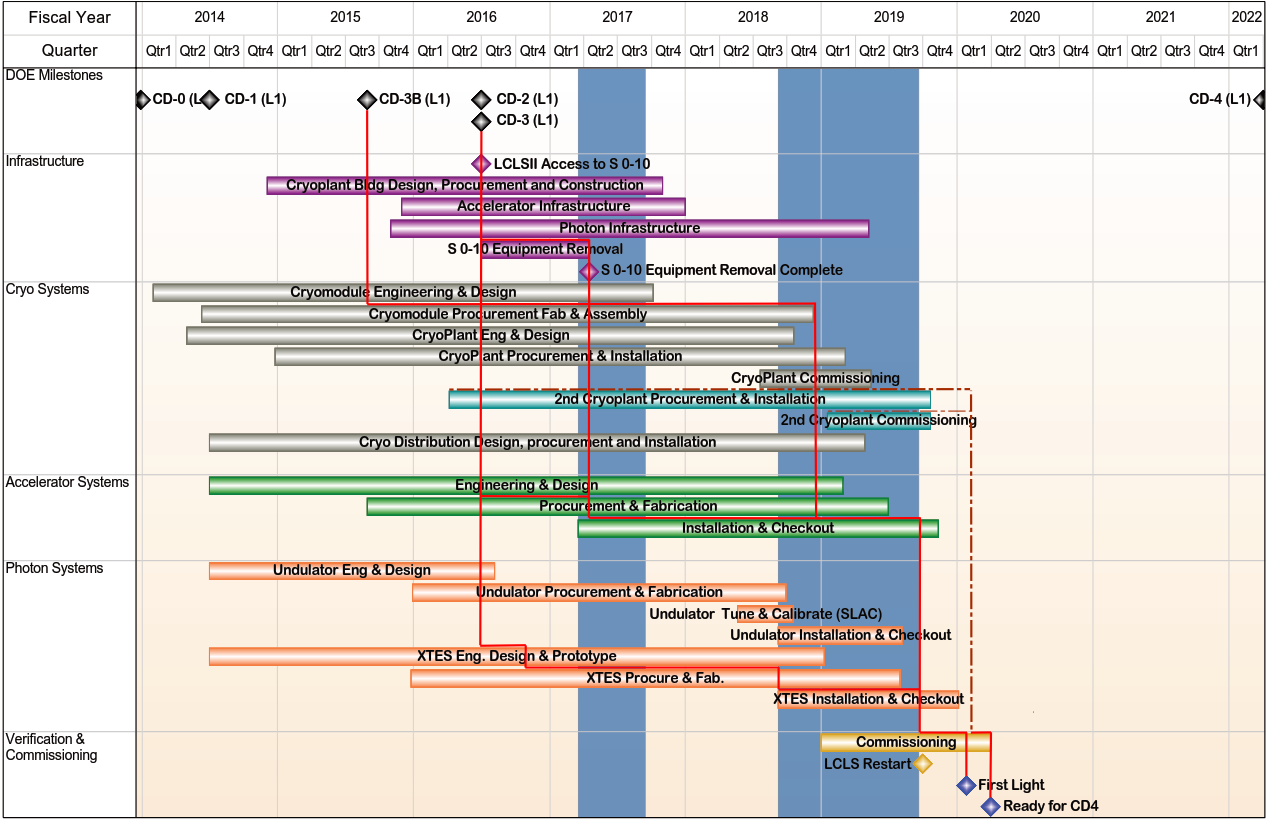 Fiscal Year 2014 2015 2016 2017 2018 2019 2020 2021 2022
Quarter Qtr1 Qtr2 Qtr3 Qtr4 Qtr1 Qtr2 Qtr3 Qtr4 Qtr1 Qtr2 Qtr3 Qtr4 Qtr1 Qtr2 Qtr3 Qtr4 Qtr1 Qtr2 Qtr3 Qtr4 Qtr1 Qtr2 Qtr3 Qtr4 Qtr1 Qtr2 Qtr3 Qtr4 Qtr1 Qtr2 Qtr3 Qtr4 Qtr1
DOE Milestones
CD-0 (L CD-1 (L1) CD-3B (L1) CD-2 (L1) CD-4 (L1)
CD-3 (L1)
Infrastructure
LCLSII Access to S 0-10
Cryoplant Bldg Design, Procurement and Construction
Accelerator Infrastructure
Photon Infrastructure
S 0-10 Equipment Removal
S 0-10 Equipment Removal Complete
Cryo Systems
Cryomodule Engineering & Design
Cryomodule Procurement Fab & Assembly
CryoPlant Eng & Design
CryoPlant Procurement & Installation
CryoPlant Commissioning
2nd Cryoplant Procurement & Installation
2nd Cryoplant Commissioning
Cryo Distribution Design, procurement and Installation
Accelerator Systems
Engineering & Design
Procurement & Fabrication
Installation & Checkout
Photon Systems
Undulator Eng & Design
Undulator Procurement & Fabrication
Undulator Tune & Calibrate (SLAC)
Undulator Installation & Checkout
XTES Eng. Design & Prototype
XTES Procure & Fab.
XTES Installation & Checkout
Verification &
Commissioning
Commissioning
LCLS Restart
First Light
Ready for CD4